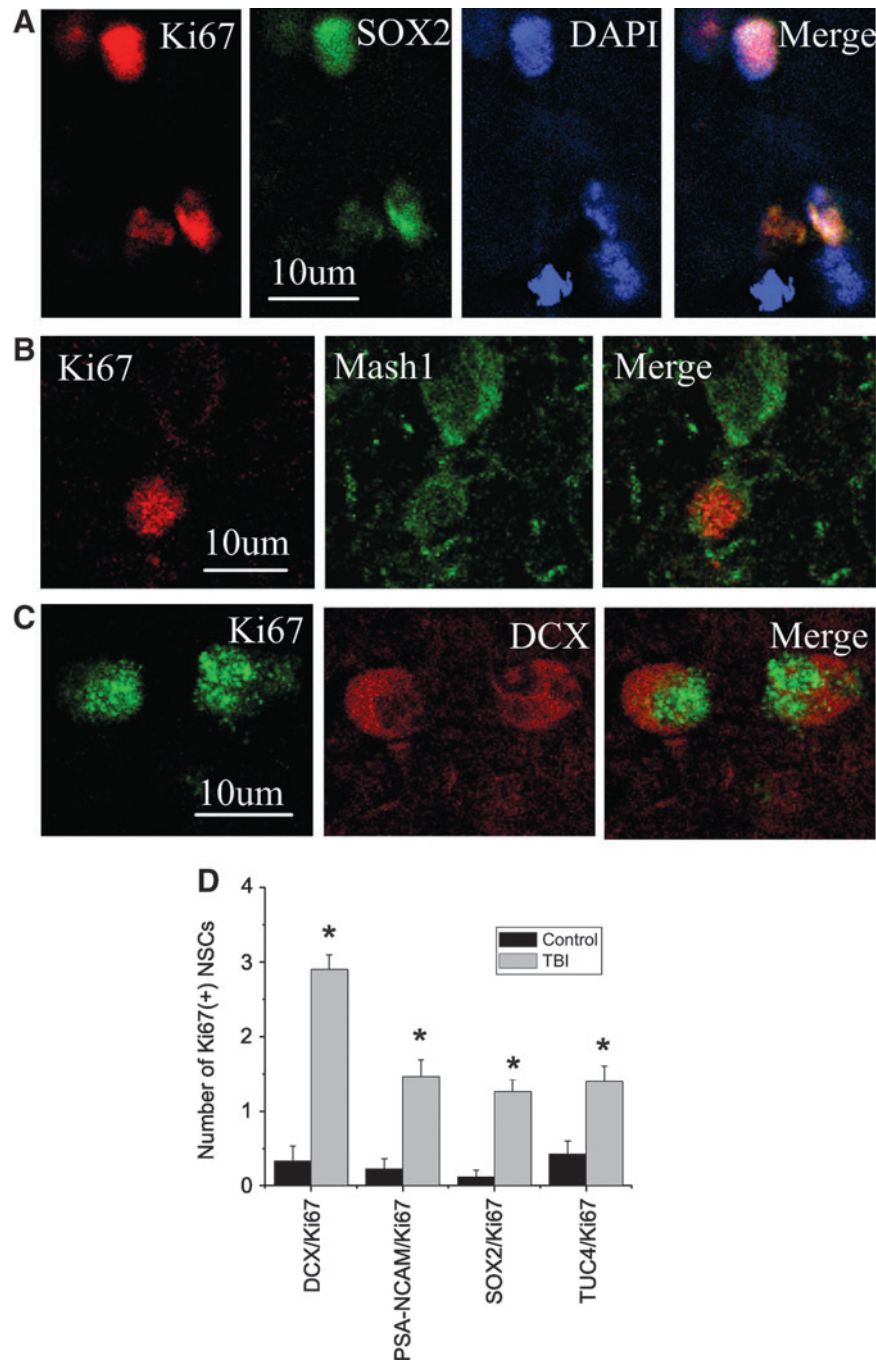 A
Ki67
SOX2
DAPI
Merge
10um
B
Ki67
Mash1
Merge
10um
C
Ki67
DCX
Merge
10um
D
Number of Ki67(+) NSCs
4
3
2
1
0
*
*
*
*
Control
TBI
DCX/Ki67
PSA-NCAM/Ki67
SOX2/Ki67
TUC4/Ki67